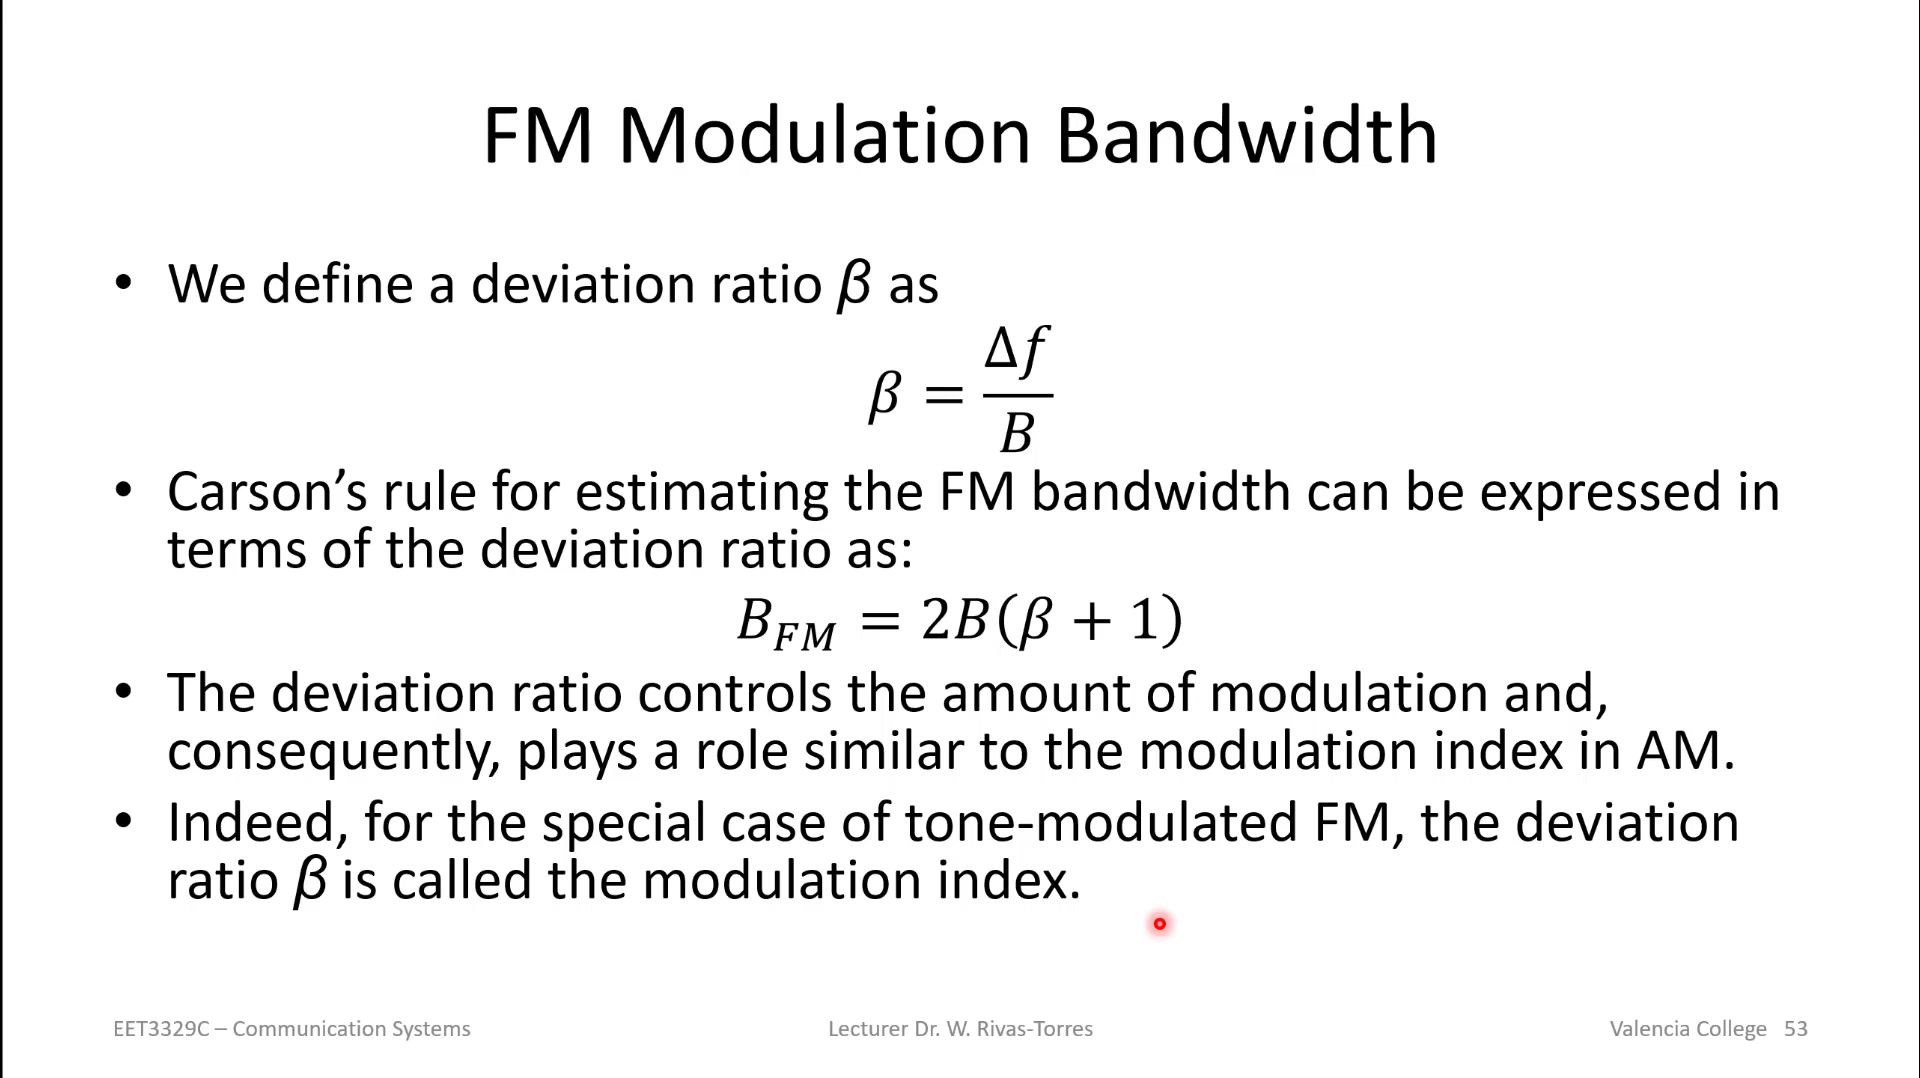 FM Modulation Bandwidth
• We define a deviation ratio β as
β = Δf / B
• Carson’s rule for estimating the FM bandwidth can be expressed in
terms of the deviation ratio as:
B_FM = 2B(β + 1)
• The deviation ratio controls the amount of modulation and,
consequently, plays a role similar to the modulation index in AM.
• Indeed, for the special case of tone-modulated FM, the deviation
ratio β is called the modulation index.
EET3329C – Communication Systems Lecturer Dr. W. Rivas-Torres Valencia College 53